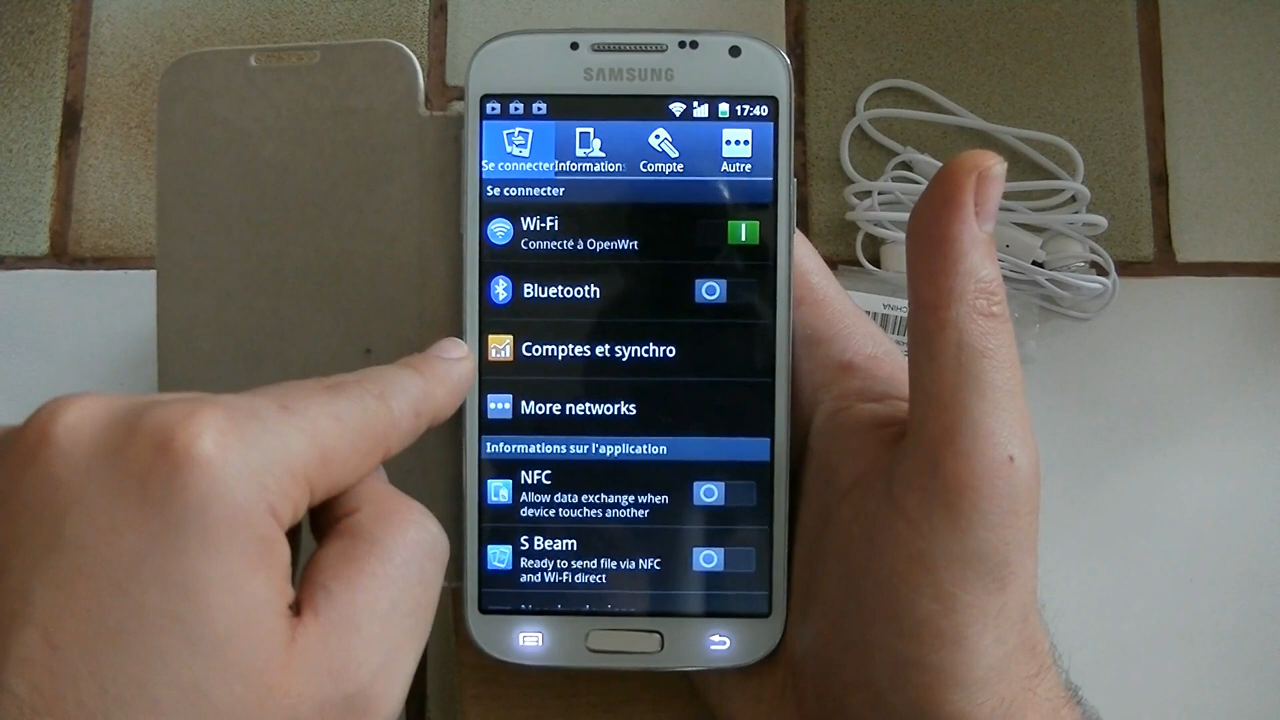 SAMSUNG
17:40
Se connecter
Information
Compte
Autre
Se connecter
Wi-Fi
Connecté à OpenWrt
Bluetooth
Comptes et synchro
More networks
Informations sur l'application
NFC
Allow data exchange when
device touches another
S Beam
Ready to send file via NFC
and Wi-Fi direct
CHINA